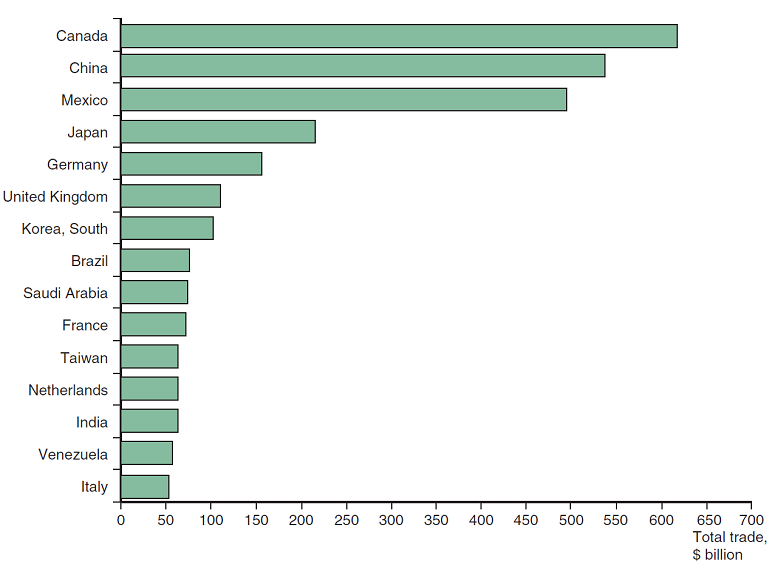 Canada
China
Mexico
Japan
Germany
United Kingdom
Korea, South
Brazil
Saudi Arabia
France
Taiwan
Netherlands
India
Venezuela
Italy
0 50 100 150 200 250 300 350 400 450 500 550 600 650 700
Total trade,
$ billion